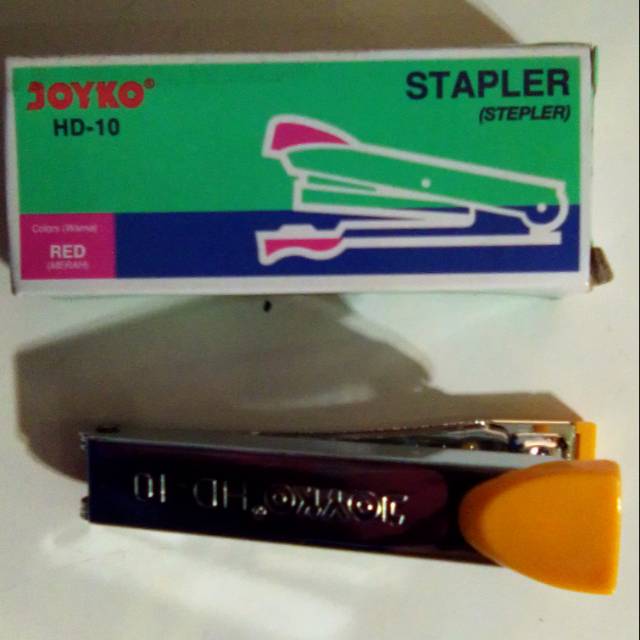 JOYKO®
HD-10
STAPLER
(STEPLER)
Colors (Warna)
RED
(MERAH)
JOYKO® HD-10